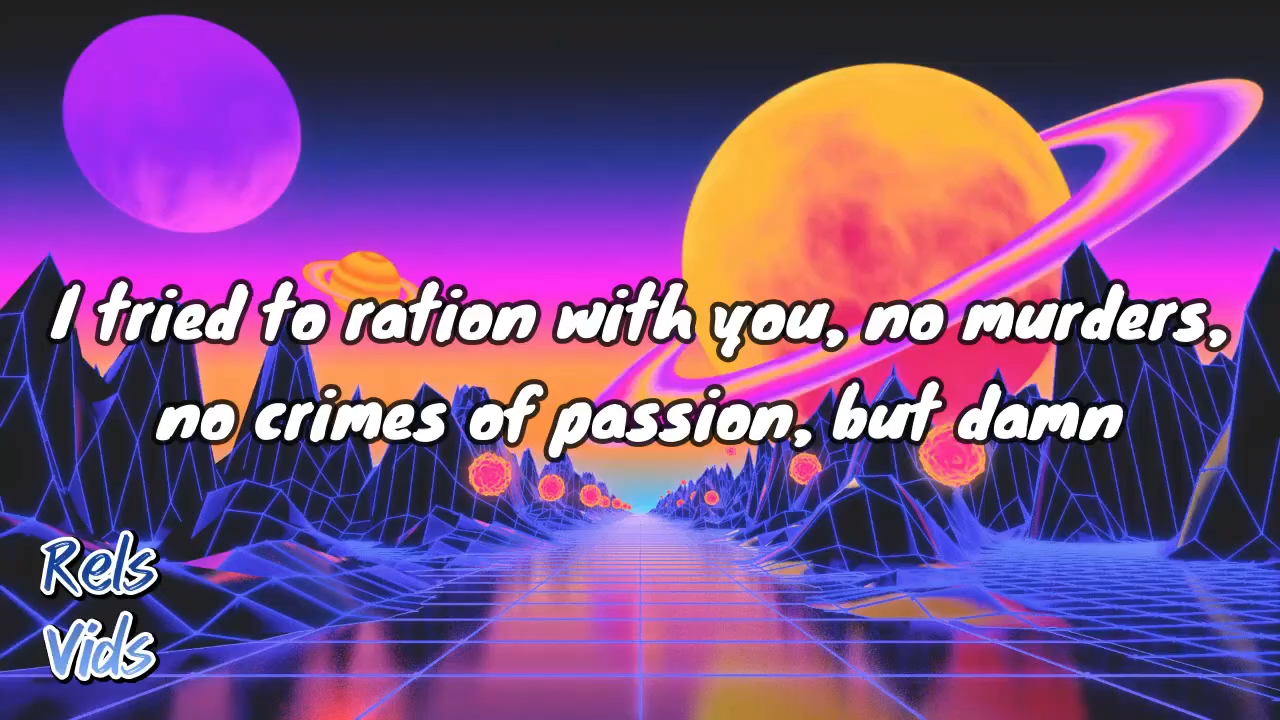 I tried to ration with you, no murders,
no crimes of passion, but damn
Rels
Vids